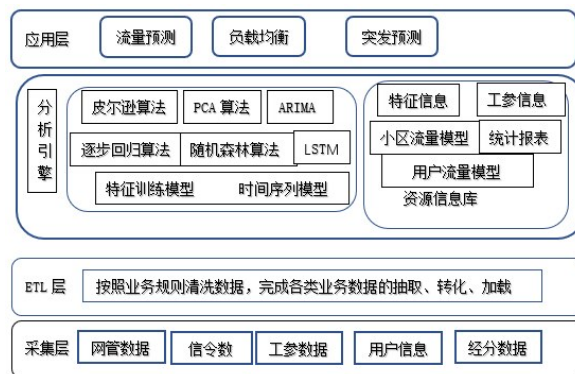 应用层 流量预测 负载均衡 突发预测
分析引擎
皮尔逊算法 PCA 算法 ARIMA
逐步回归算法 随机森林算法 LSTM
特征训练模型 时间序列模型
特征信息 工参信息
小区流量模型 统计报表
用户流量模型
资源信息库
ETL 层 按照业务规则清洗数据，完成各类业务数据的抽取、转化、加载
采集层 网管数据 信令数 工参数据 用户信息 经分数据